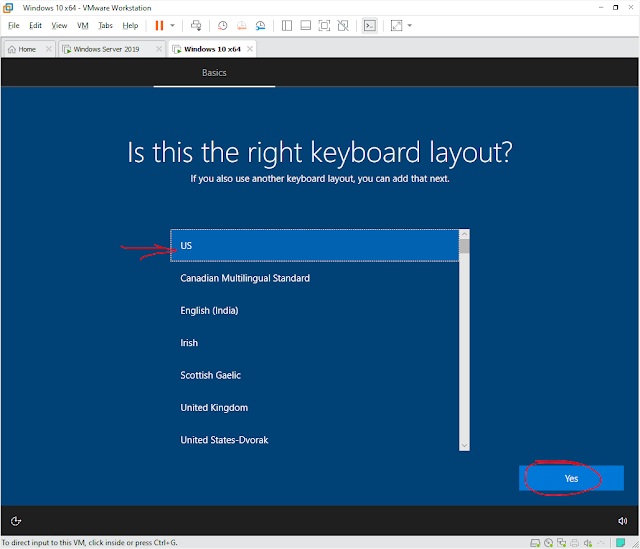 Windows 10 x64 - VMware Workstation
File Edit View VM Tabs Help
Home Windows Server 2019 Windows 10 x64
Basics
Is this the right keyboard layout?
If you also use another keyboard layout, you can add that next.
US
Canadian Multilingual Standard
English (India)
Irish
Scottish Gaelic
United Kingdom
United States-Dvorak
Yes
To direct input to this VM, click inside or press Ctrl+G.